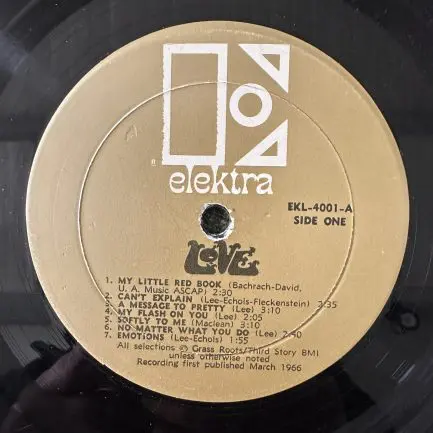 elektra
EKL-4001-A
SIDE ONE
LOVE
1. MY LITTLE RED BOOK (Bachrach-David,
U. A. Music ASCAP) 2:30
2. CAN'T EXPLAIN (Lee-Echols-Fleckenstein) 2:35
3. A MESSAGE TO PRETTY (Lee) 3:10
4. MY FLASH ON YOU (Lee) 2:05
5. SOFTLY TO ME (Maclean) 3:10
6. NO MATTER WHAT YOU DO (Lee) 2:40
7. EMOTIONS (Lee-Echols) 1:55
All selections © Grass Roots/Third Story BMI
unless otherwise noted
Recording first published March 1966